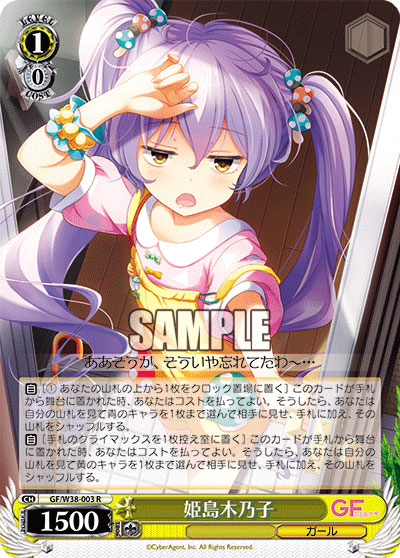 LEVEL
1
0
COST
SAMPLE
ああそうか、そういや忘れてたわ〜…
自【① あなたの山札の上から1枚をクロック置場に置く】このカードが手札
から舞台に置かれた時、あなたはコストを払ってよい。そうしたら、あなたは
自分の山札を見て青のキャラを1枚まで選んで相手に見せ、手札に加え、その
山札をシャッフルする。
自【手札のクライマックスを1枚控え室に置く】このカードが手札から舞台に
置かれた時、あなたはコストを払ってよい。そうしたら、あなたは自分の山札
を見て黄のキャラを1枚まで選んで相手に見せ、手札に加え、その山札をシャッ
フルする。
CH GF/W38-003 R
姫島木乃子
GF
1500
ガール
©CyberAgent, Inc. All Rights Reserved.